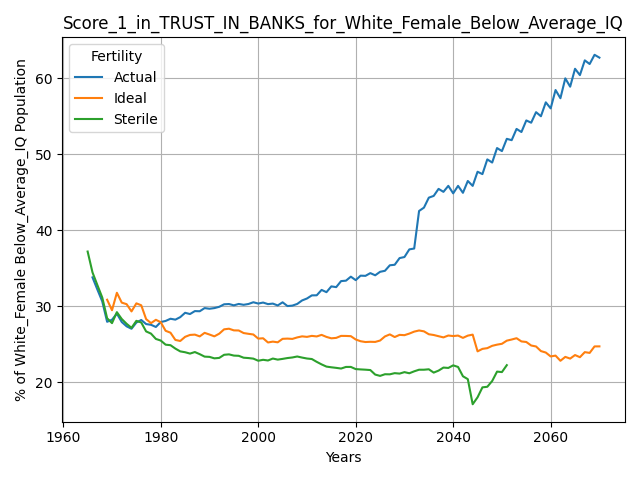 Score_1_in_TRUST_IN_BANKS_for_White_Female_Below_Average_IQ
Fertility
Actual
Ideal
Sterile
% of White_Female Below_Average_IQ Population
60
50
40
30
20
1960
1980
2000
2020
2040
2060
Years